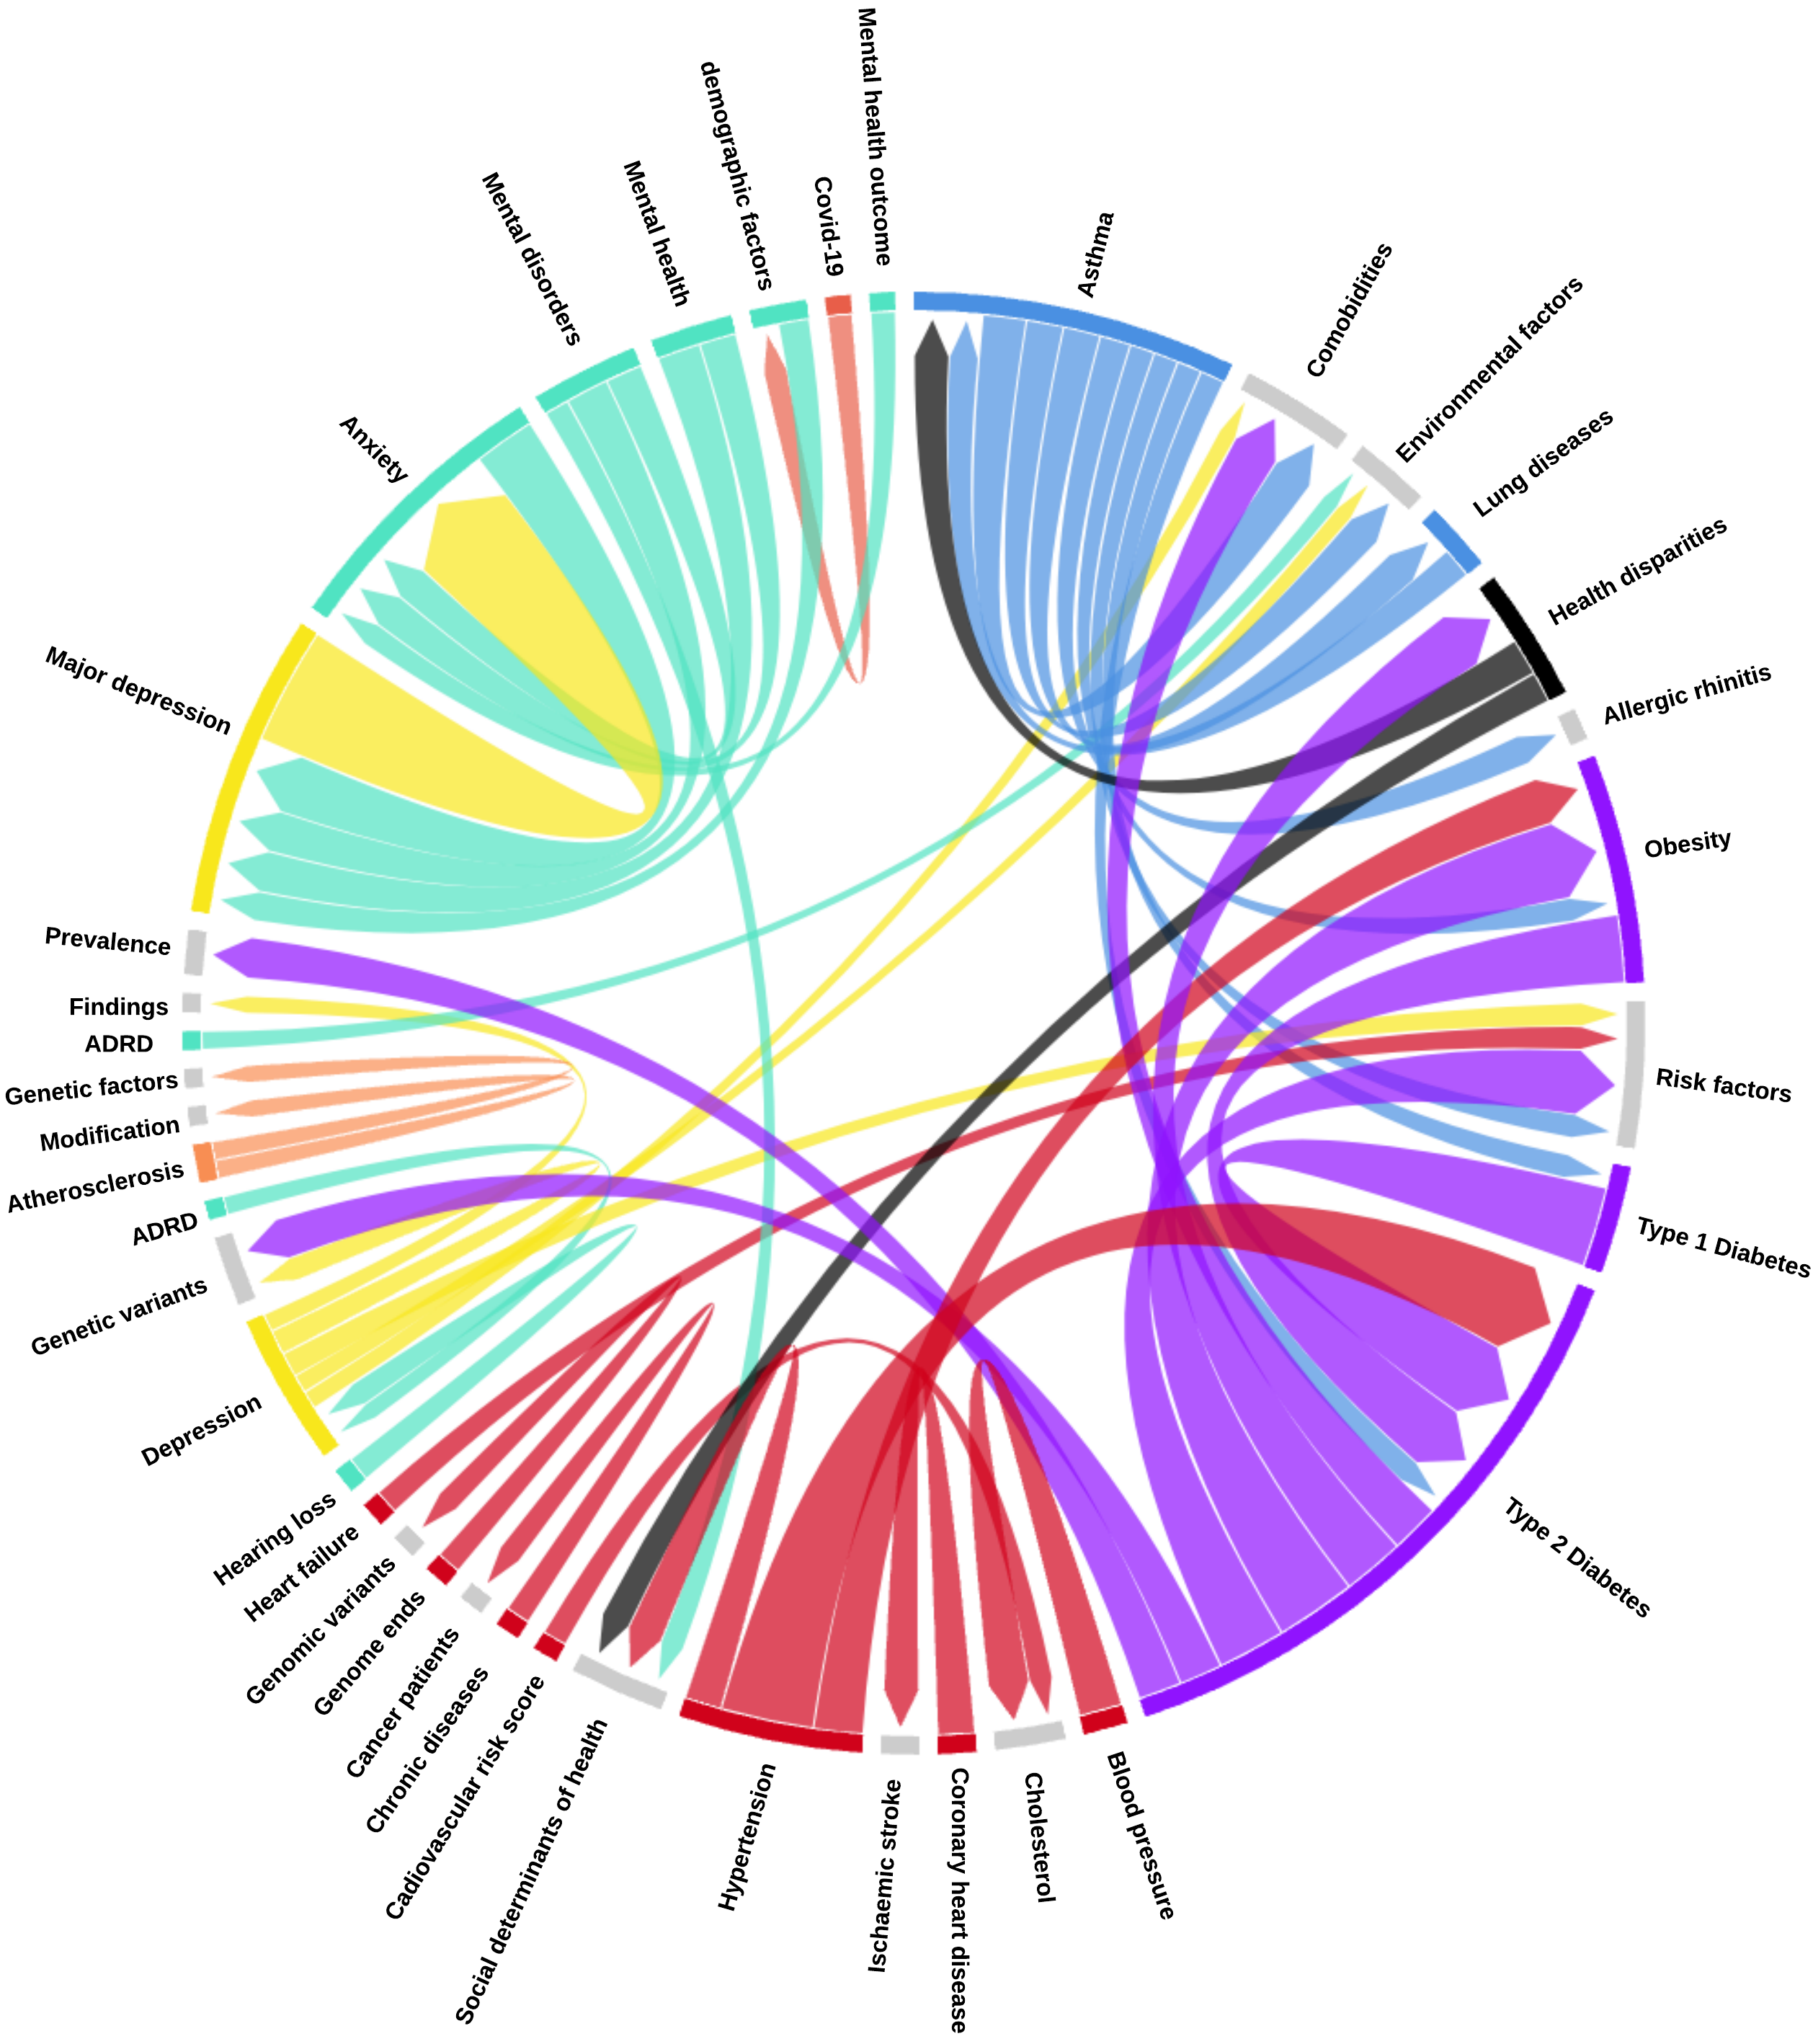 Mental health outcome
Asthma
Comobidities
Environmental factors
Lung diseases
Health disparities
Allergic rhinitis
Obesity
Risk factors
Type 1 Diabetes
Type 2 Diabetes
Blood pressure
Cholesterol
Coronary heart disease
Ischaemic stroke
Hypertension
Social determinants of health
Cadiovascular risk score
Chronic diseases
Cancer patients
Genome ends
Genomic variants
Heart failure
Hearing loss
Depression
Genetic variants
ADRD
Atherosclerosis
Modification
Genetic factors
ADRD
Findings
Prevalence
Major depression
Anxiety
Mental disorders
Mental health
demographic factors
Covid-19